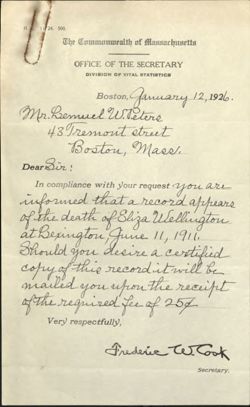 The Commonwealth of Massachusetts
OFFICE OF THE SECRETARY
DIVISION OF VITAL STATISTICS
Boston, January 12, 1926.
Mr. Lemuel W. Peters
43 Tremont street
Boston, Mass.
Dear Sir:
In compliance with your request you are
informed that a record appears
of the death of Eliza Wellington
at Lexington, June 11, 1911.
Should you desire a certified
copy of this record it will be
mailed you upon the receipt
of the required fee of 25¢
Very respectfully,
Frederic W. Cook
Secretary.